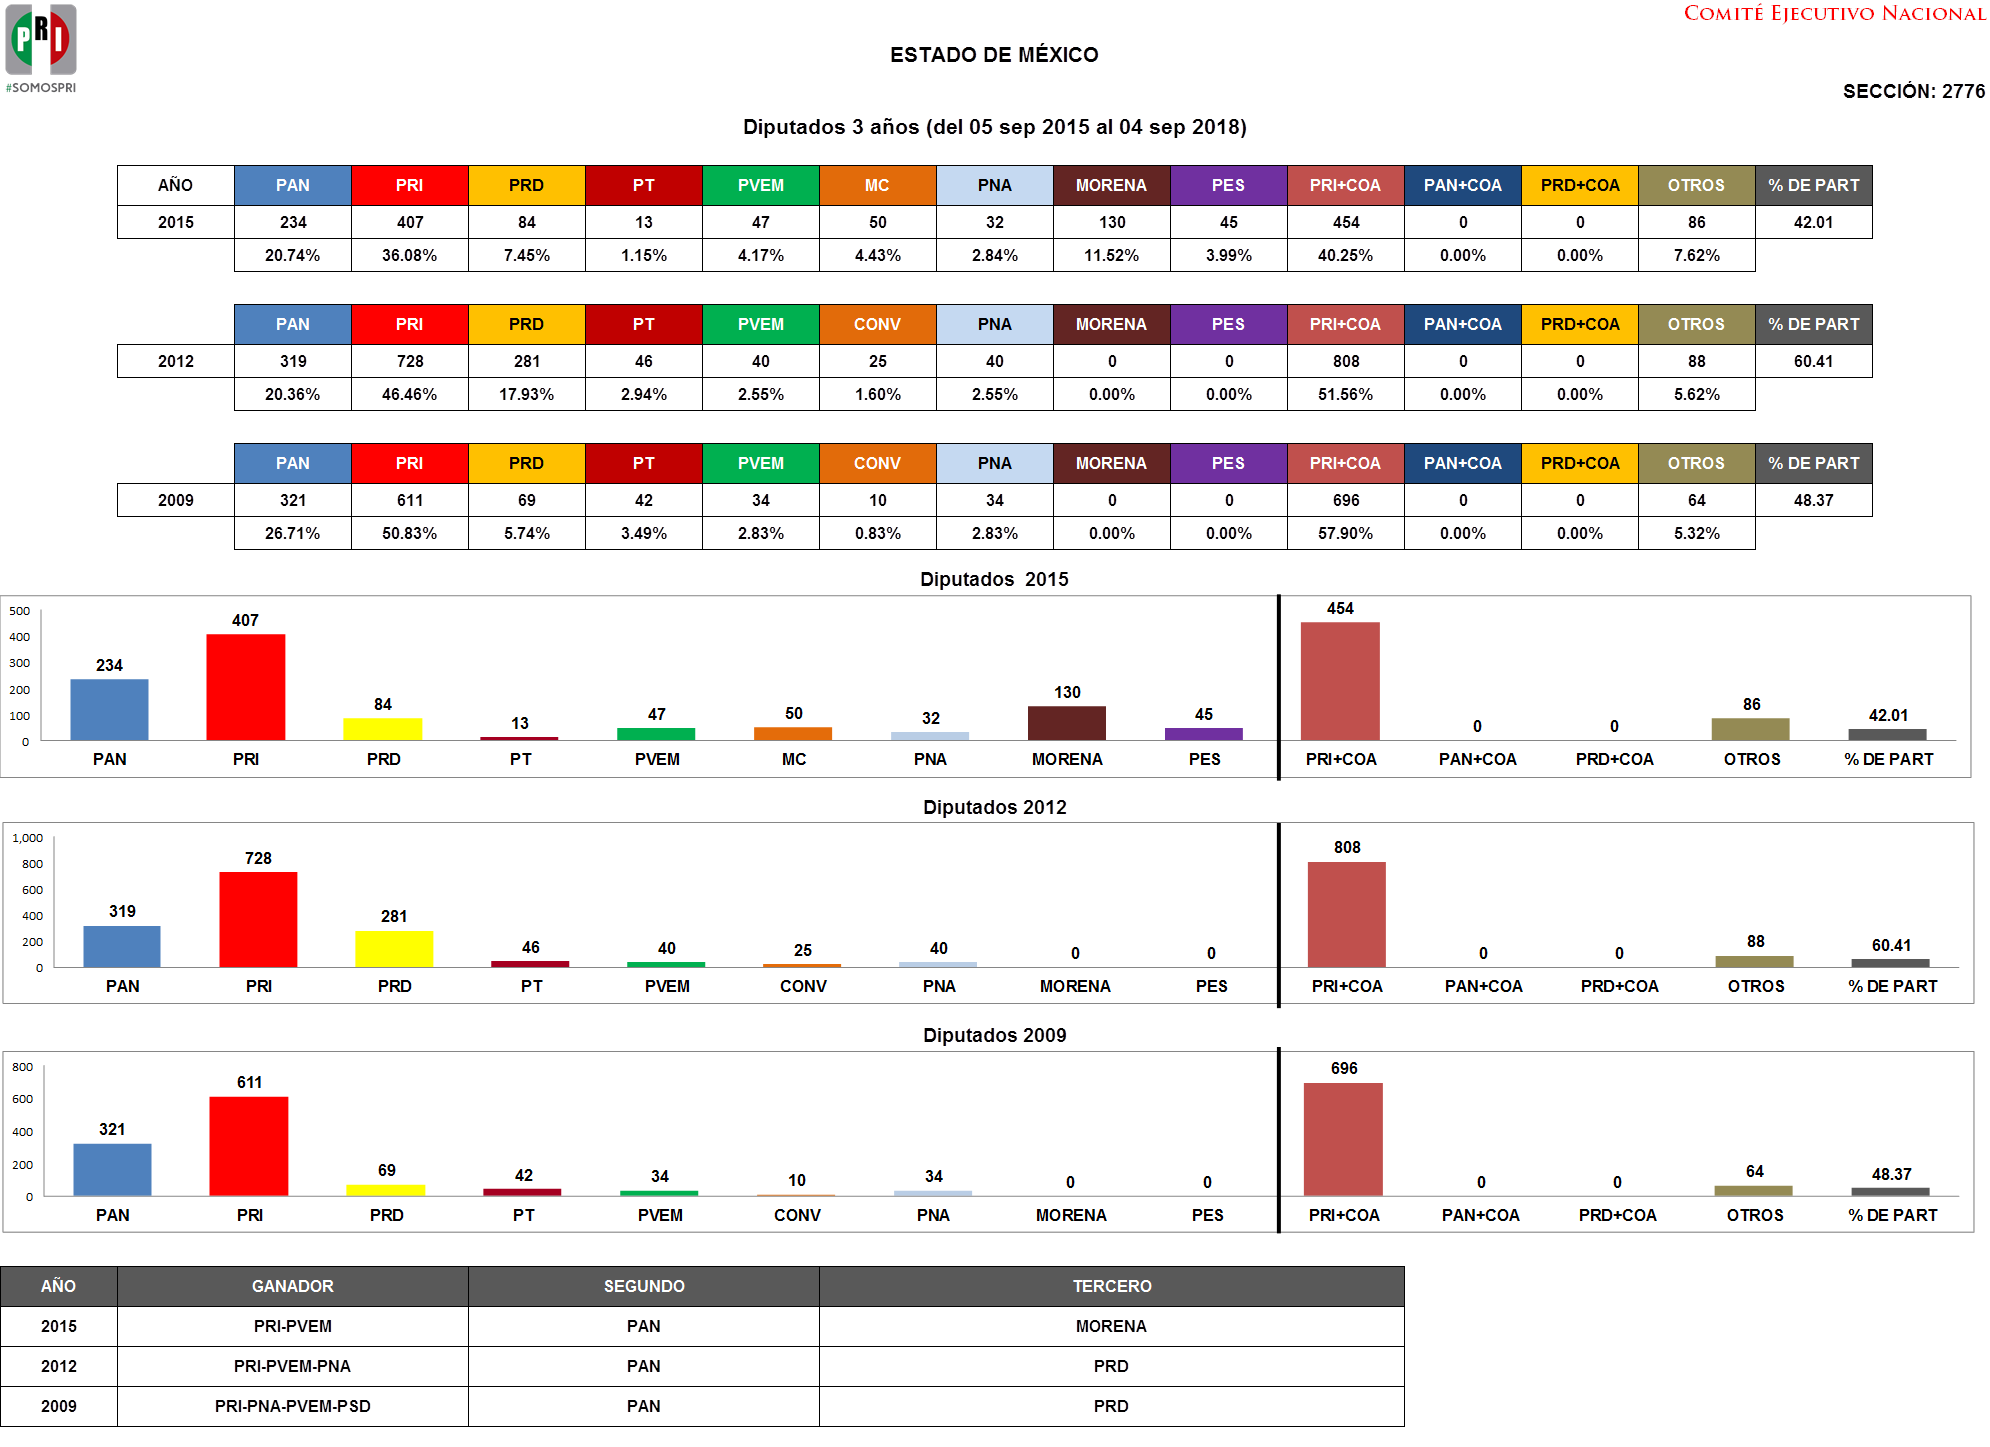 PRI
#SOMOSPRI
COMITÉ EJECUTIVO NACIONAL
ESTADO DE MÉXICO
SECCIÓN: 2776
Diputados 3 años (del 05 sep 2015 al 04 sep 2018)
AÑO PAN PRI PRD PT PVEM MC PNA MORENA PES PRI+COA PAN+COA PRD+COA OTROS % DE PART
2015 234 407 84 13 47 50 32 130 45 454 0 0 86 42.01
20.74% 36.08% 7.45% 1.15% 4.17% 4.43% 2.84% 11.52% 3.99% 40.25% 0.00% 0.00% 7.62%
PAN PRI PRD PT PVEM CONV PNA MORENA PES PRI+COA PAN+COA PRD+COA OTROS % DE PART
2012 319 728 281 46 40 25 40 0 0 808 0 0 88 60.41
20.36% 46.46% 17.93% 2.94% 2.55% 1.60% 2.55% 0.00% 0.00% 51.56% 0.00% 0.00% 5.62%
PAN PRI PRD PT PVEM CONV PNA MORENA PES PRI+COA PAN+COA PRD+COA OTROS % DE PART
2009 321 611 69 42 34 10 34 0 0 696 0 0 64 48.37
26.71% 50.83% 5.74% 3.49% 2.83% 0.83% 2.83% 0.00% 0.00% 57.90% 0.00% 0.00% 5.32%
Diputados 2015
500
400
300
200
100
0
234 407 84 13 47 50 32 130 45 454 0 0 86 42.01
PAN PRI PRD PT PVEM MC PNA MORENA PES PRI+COA PAN+COA PRD+COA OTROS % DE PART
Diputados 2012
1,000
800
600
400
200
0
319 728 281 46 40 25 40 0 0 808 0 0 88 60.41
PAN PRI PRD PT PVEM CONV PNA MORENA PES PRI+COA PAN+COA PRD+COA OTROS % DE PART
Diputados 2009
800
600
400
200
0
321 611 69 42 34 10 34 0 0 696 0 0 64 48.37
PAN PRI PRD PT PVEM CONV PNA MORENA PES PRI+COA PAN+COA PRD+COA OTROS % DE PART
AÑO GANADOR SEGUNDO TERCERO
2015 PRI-PVEM PAN MORENA
2012 PRI-PVEM-PNA PAN PRD
2009 PRI-PNA-PVEM-PSD PAN PRD